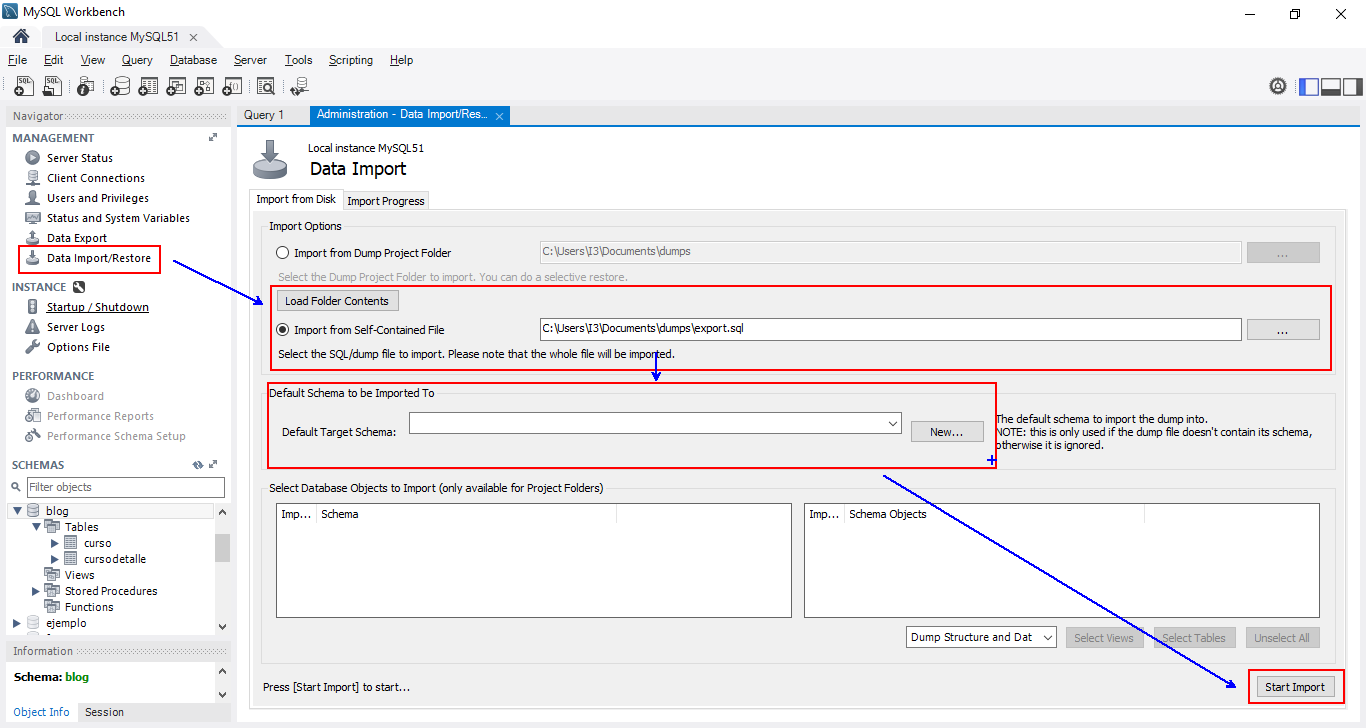 MySQL Workbench
Local instance MySQL51
File Edit View Query Database Server Tools Scripting Help
Navigator
MANAGEMENT
Server Status
Client Connections
Users and Privileges
Status and System Variables
Data Export
Data Import/Restore
INSTANCE
Startup / Shutdown
Server Logs
Options File
PERFORMANCE
Dashboard
Performance Reports
Performance Schema Setup
SCHEMAS
Filter objects
blog
Tables
curso
cursodetalle
Views
Stored Procedures
Functions
ejemplo
Information
Schema: blog
Object Info Session
Query 1 Administration - Data Import/Res...
Local instance MySQL51
Data Import
Import from Disk Import Progress
Import Options
Import from Dump Project Folder C:\Users\I3\Documents\dumps ...
Select the Dump Project Folder to import. You can do a selective restore.
Load Folder Contents
Import from Self-Contained File C:\Users\I3\Documents\dumps\export.sql ...
Select the SQL/dump file to import. Please note that the whole file will be imported.
Default Schema to be Imported To
Default Target Schema: New...
The default schema to import the dump into.
NOTE: this is only used if the dump file doesn't contain its schema,
otherwise it is ignored.
Select Database Objects to Import (only available for Project Folders)
Imp... Schema Imp... Schema Objects
Dump Structure and Dat Select Views Select Tables Unselect All
Press [Start Import] to start... Start Import